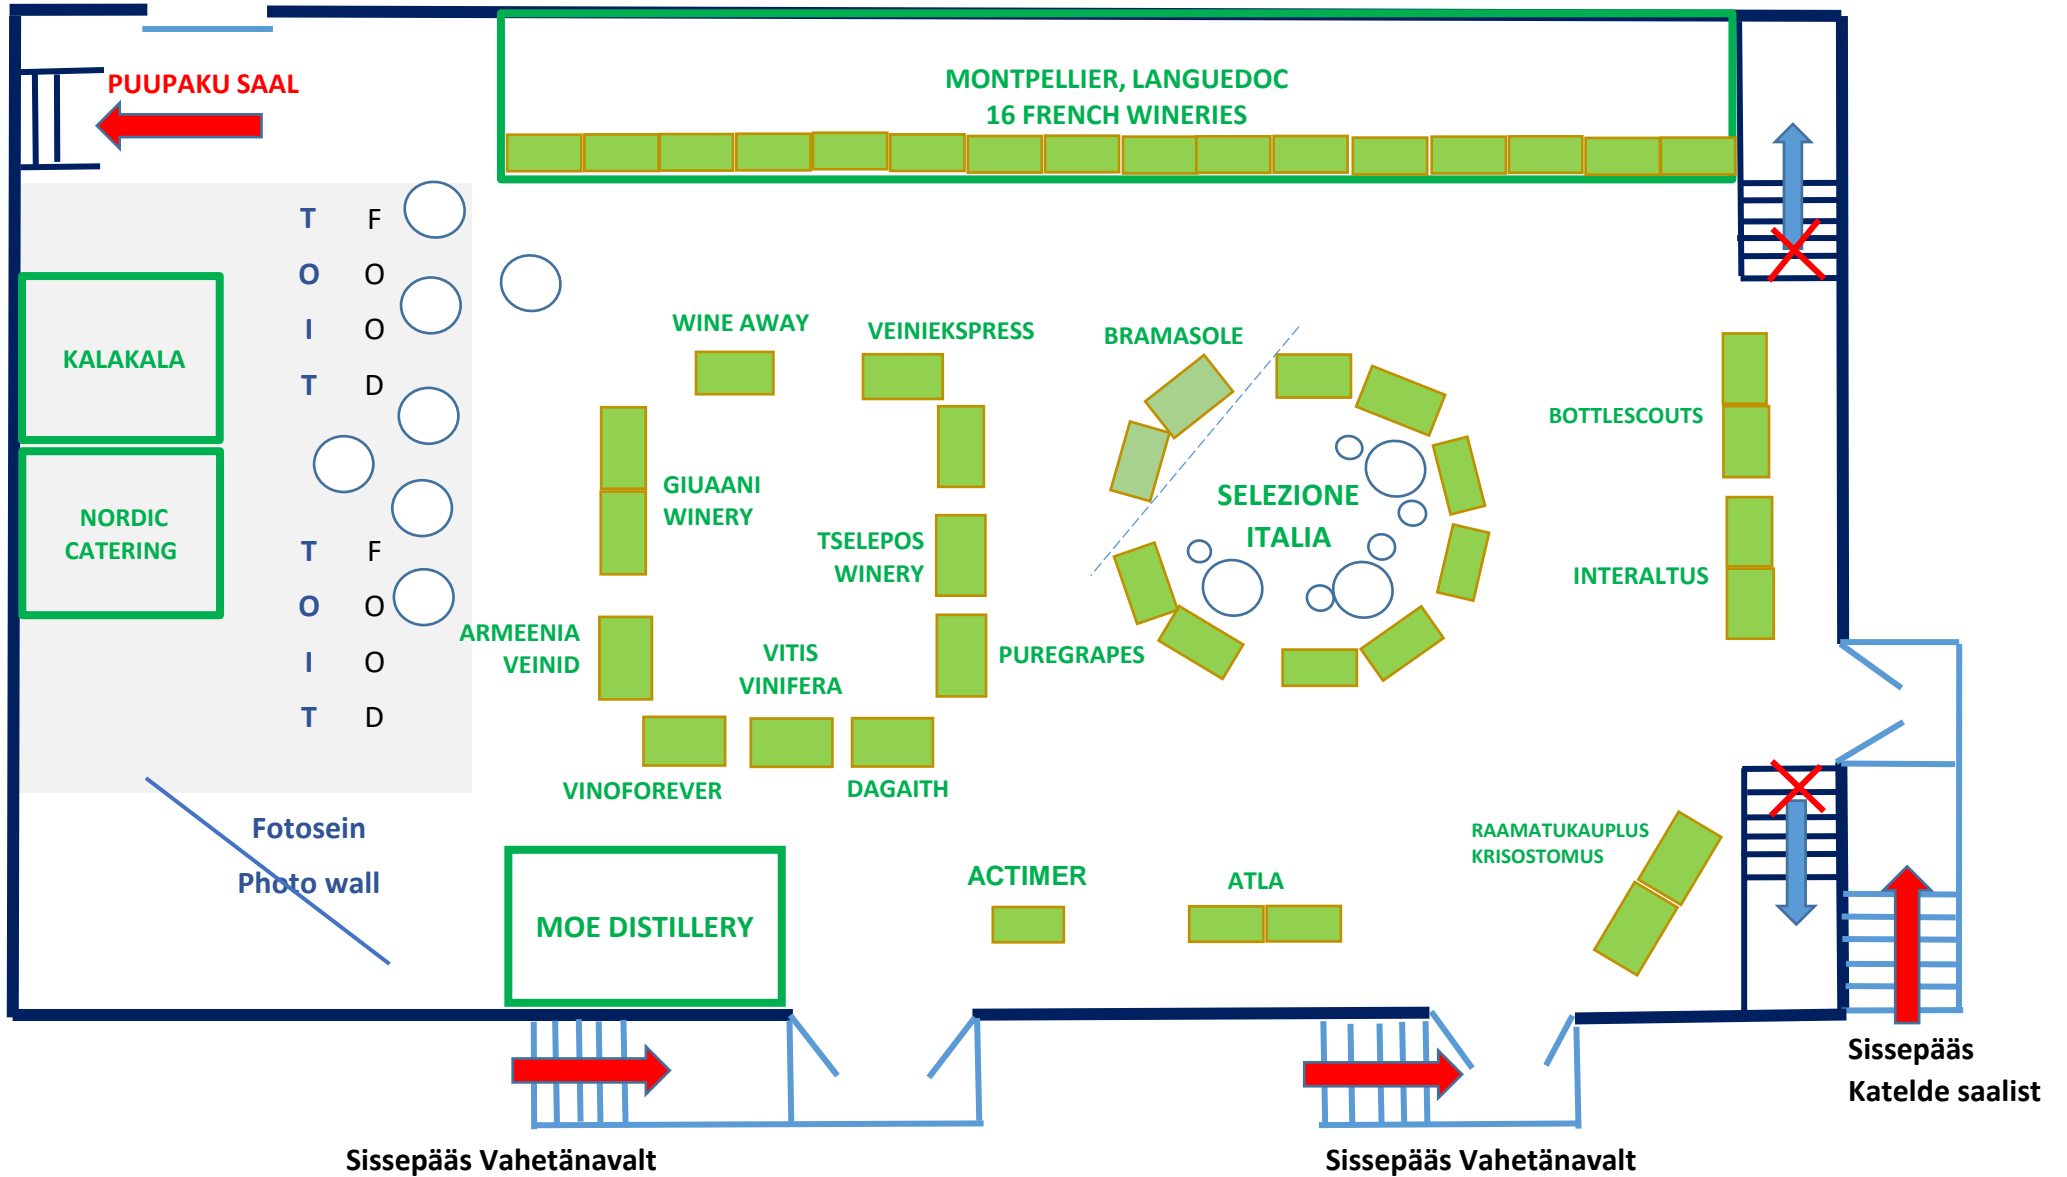 PUUPAKU SAAL
MONTPELLIER, LANGUEDOC
16 FRENCH WINERIES
T
O
I
T
F
O
O
D
KALAKALA
NORDIC
CATERING
T
O
I
T
F
O
O
D
WINE AWAY
VEINIEKSPRESS
BRAMASOLE
BOTTLESCOUTS
GIUAANI
WINERY
SELEZIONE
ITALIA
TSELEPOS
WINERY
INTERALTUS
ARMEENIA
VEINID
VITIS
VINIFERA
PUREGRAPES
VINOFOREVER
DAGAITH
Fotosein
Photo wall
MOE DISTILLERY
ACTIMER
ATLA
RAAMATUKAUPLUS
KRISOSTOMUS
Sissepääs
Katelde saalist
Sissepääs Vahetänavalt
Sissepääs Vahetänavalt